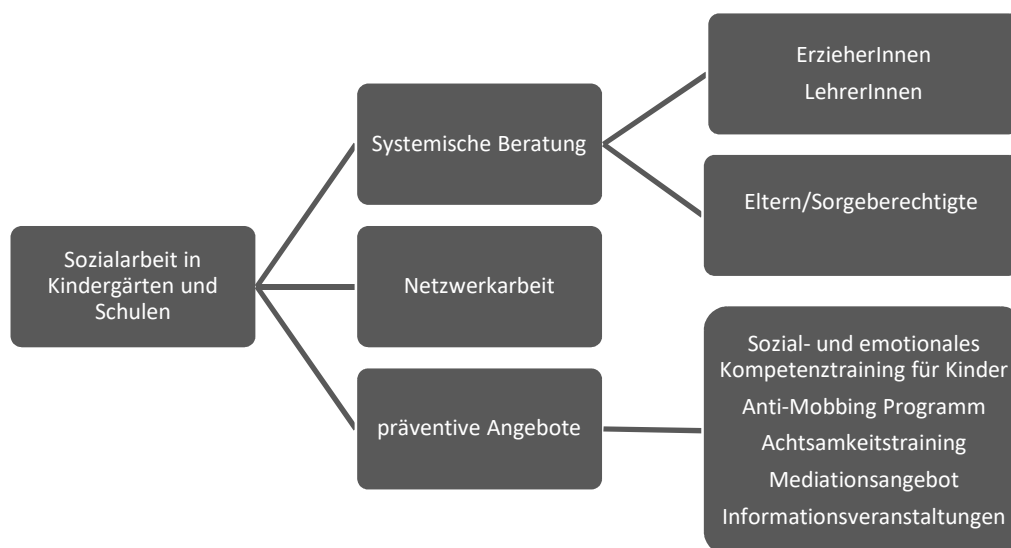 Sozialarbeit in
Kindergärten und
Schulen
Systemische Beratung
ErzieherInnen
LehrerInnen
Eltern/Sorgeberechtigte
Netzwerkarbeit
präventive Angebote
Sozial- und emotionales
Kompetenztraining für Kinder
Anti-Mobbing Programm
Achtsamkeitstraining
Mediationsangebot
Informationsveranstaltungen